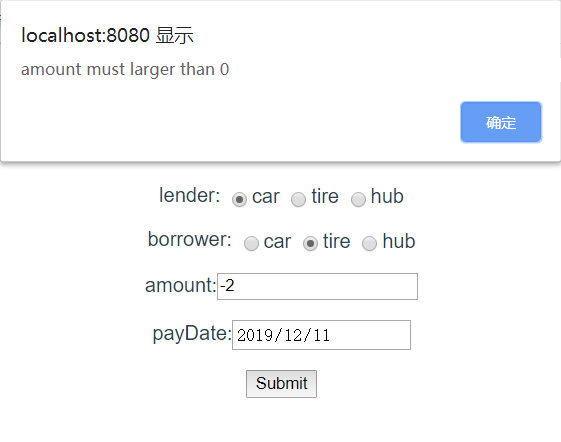 localhost:8080 显示
amount must larger than 0
确定
lender: car tire hub
borrower: car tire hub
amount: -2
payDate: 2019/12/11
Submit